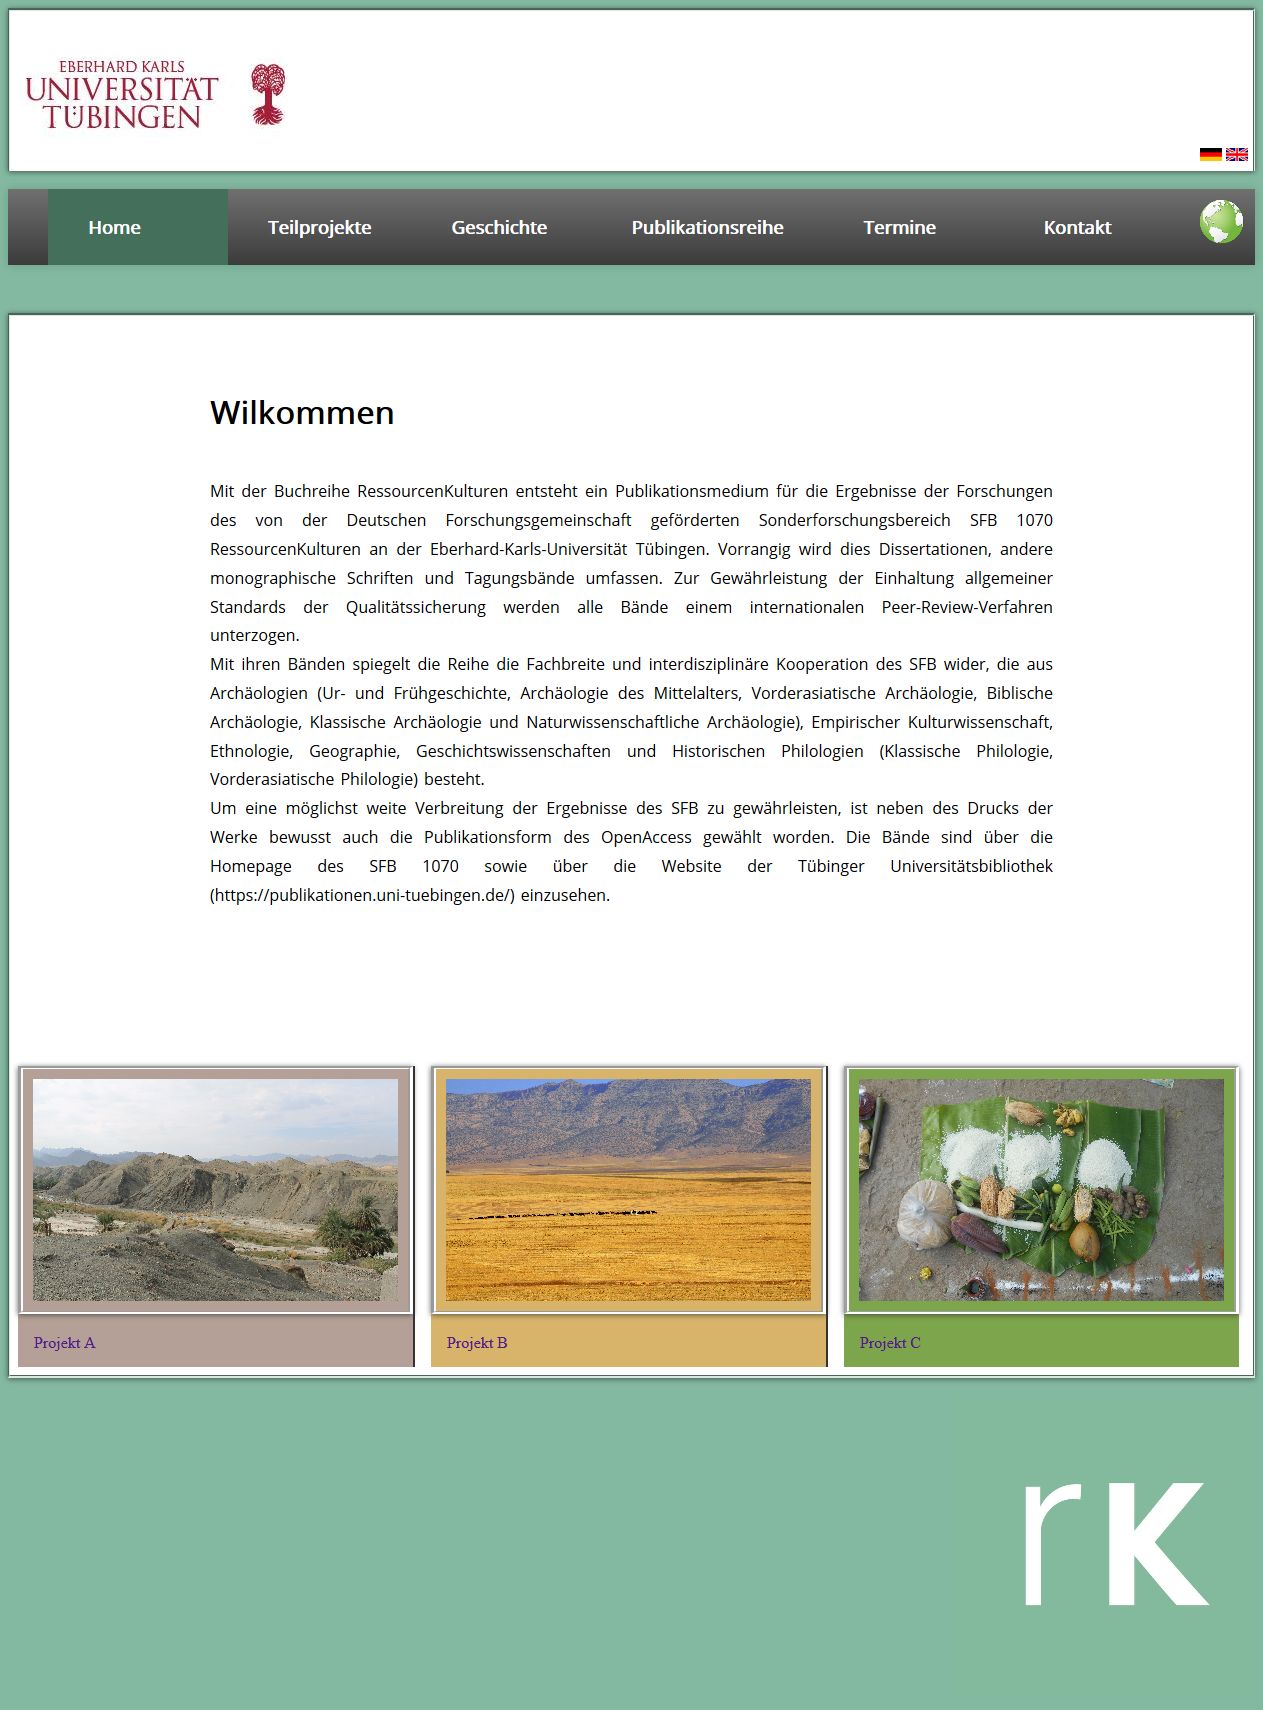 EBERHARD KARLS
UNIVERSITÄT
TÜBINGEN
Home Teilprojekte Geschichte Publikationsreihe Termine Kontakt
Wilkommen
Mit der Buchreihe RessourcenKulturen entsteht ein Publikationsmedium für die Ergebnisse der Forschungen
des von der Deutschen Forschungsgemeinschaft geförderten Sonderforschungsbereich SFB 1070
RessourcenKulturen an der Eberhard-Karls-Universität Tübingen. Vorrangig wird dies Dissertationen, andere
monographische Schriften und Tagungsbände umfassen. Zur Gewährleistung der Einhaltung allgemeiner
Standards der Qualitätssicherung werden alle Bände einem internationalen Peer-Review-Verfahren
unterzogen.
Mit ihren Bänden spiegelt die Reihe die Fachbreite und interdisziplinäre Kooperation des SFB wider, die aus
Archäologien (Ur- und Frühgeschichte, Archäologie des Mittelalters, Vorderasiatische Archäologie, Biblische
Archäologie, Klassische Archäologie und Naturwissenschaftliche Archäologie), Empirischer Kulturwissenschaft,
Ethnologie, Geographie, Geschichtswissenschaften und Historischen Philologien (Klassische Philologie,
Vorderasiatische Philologie) besteht.
Um eine möglichst weite Verbreitung der Ergebnisse des SFB zu gewährleisten, ist neben des Drucks der
Werke bewusst auch die Publikationsform des OpenAccess gewählt worden. Die Bände sind über die
Homepage des SFB 1070 sowie über die Website der Tübinger Universitätsbibliothek
(https://publikationen.uni-tuebingen.de/) einzusehen.
Projekt A Projekt B Projekt C
rK